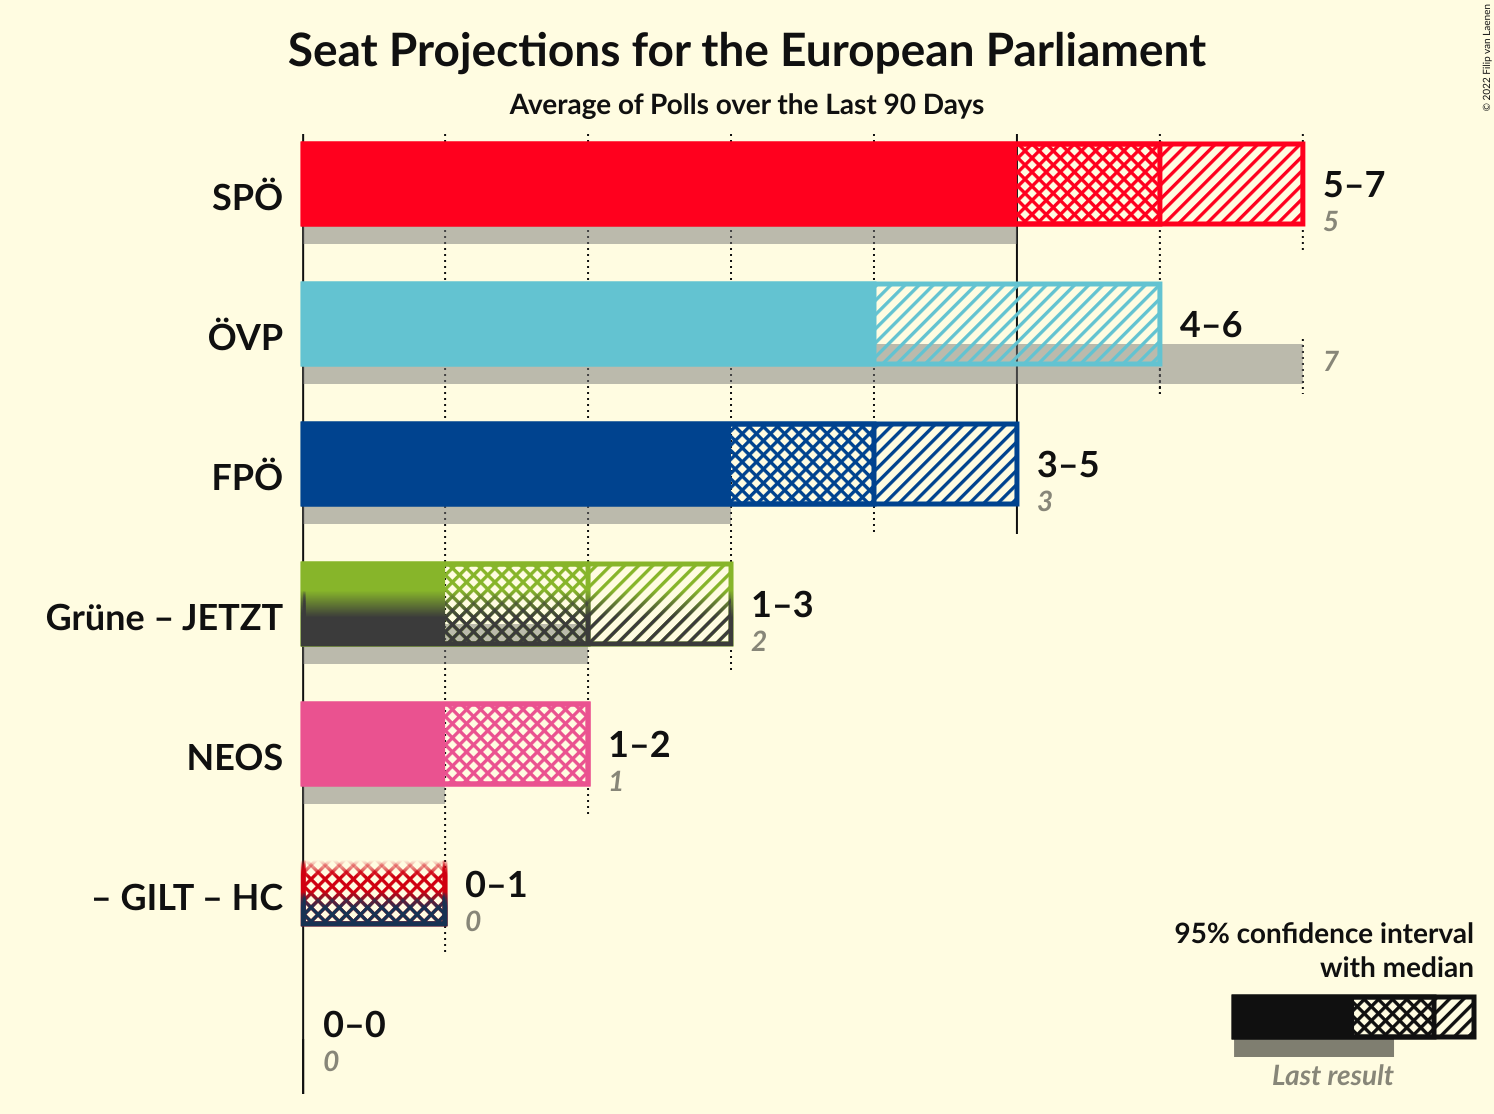 Seat Projections for the European Parliament
Average of Polls over the Last 90 Days
© 2022 Filip van Laenen
SPÖ
5–7
5
ÖVP
4–6
7
FPÖ
3–5
3
Grüne – JETZT
1–3
2
NEOS
1–2
1
– GILT – HC
0–1
0
0–0
0
95% confidence interval
with median
Last result